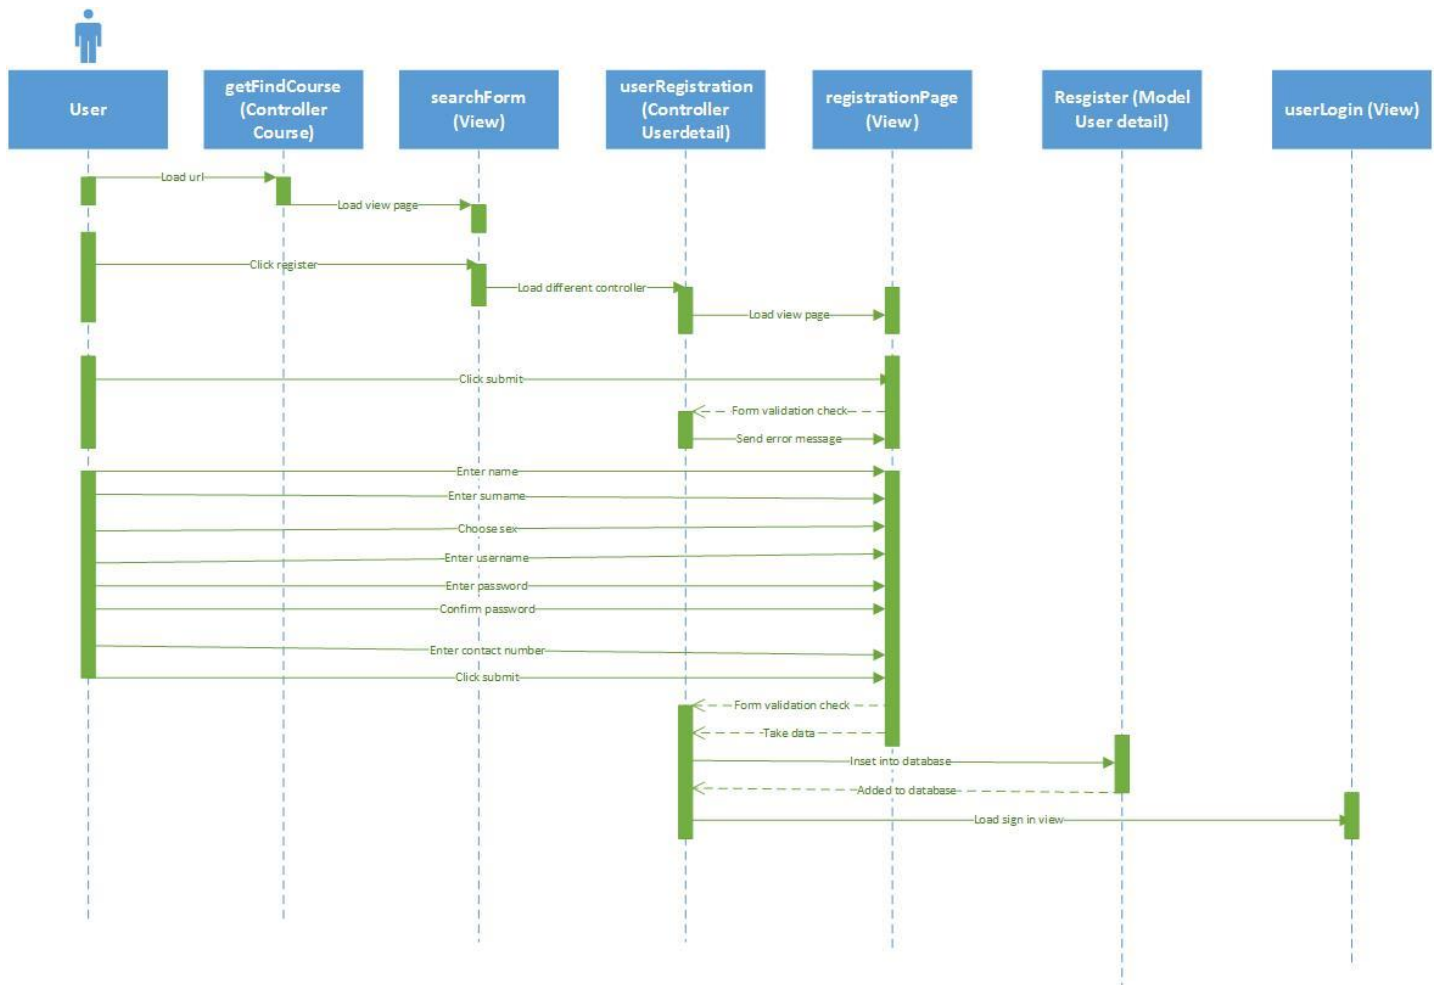 User
getFindCourse
(Controller
Course)
searchForm
(View)
userRegistration
(Controller
Userdetail)
registrationPage
(View)
Resgister (Model
User detail)
userLogin (View)
Load url
Load view page
Click register
Load different controller
Load view page
Click submit
Form validation check
Send error message
Enter name
Enter surname
Choose sex
Enter username
Enter password
Confirm password
Enter contact number
Click submit
Form validation check
Take data
Inset into database
Added to database
Load sign in view